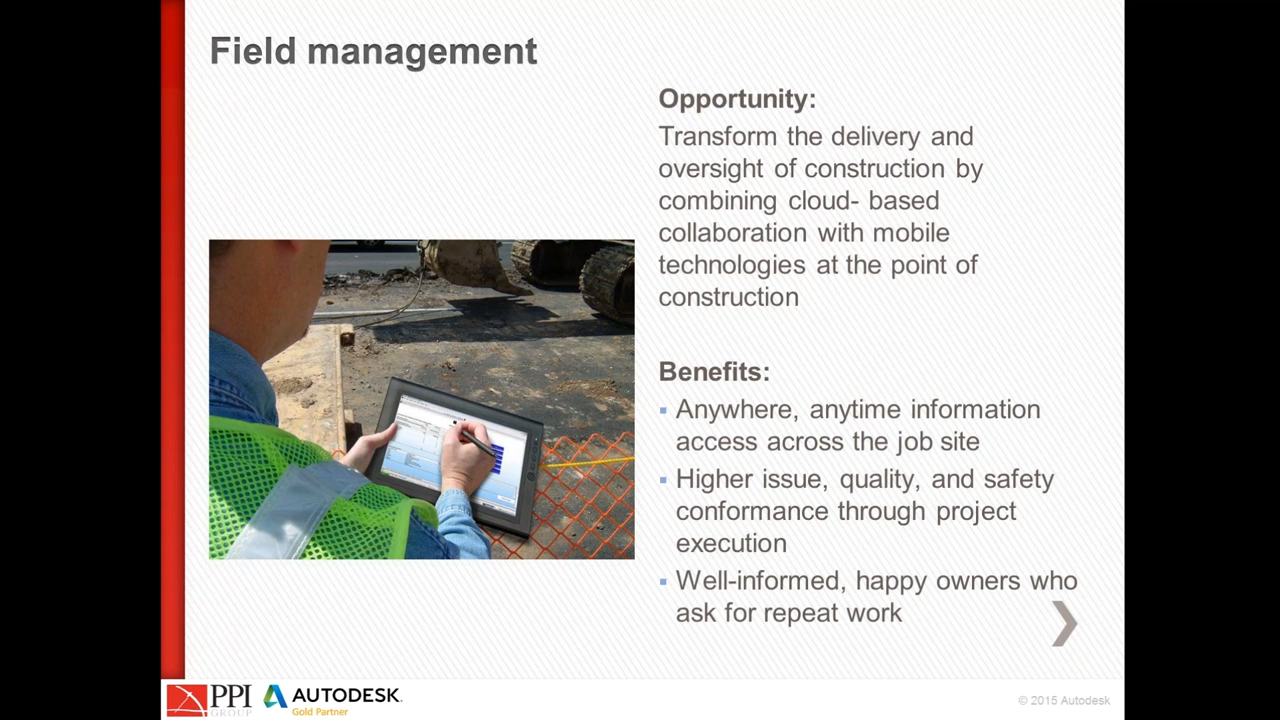 Field management
Opportunity:
Transform the delivery and
oversight of construction by
combining cloud- based
collaboration with mobile
technologies at the point of
construction
Benefits:
▪ Anywhere, anytime information
access across the job site
▪ Higher issue, quality, and safety
conformance through project
execution
▪ Well-informed, happy owners who
ask for repeat work
PPI
GROUP
AUTODESK.
Gold Partner
© 2015 Autodesk